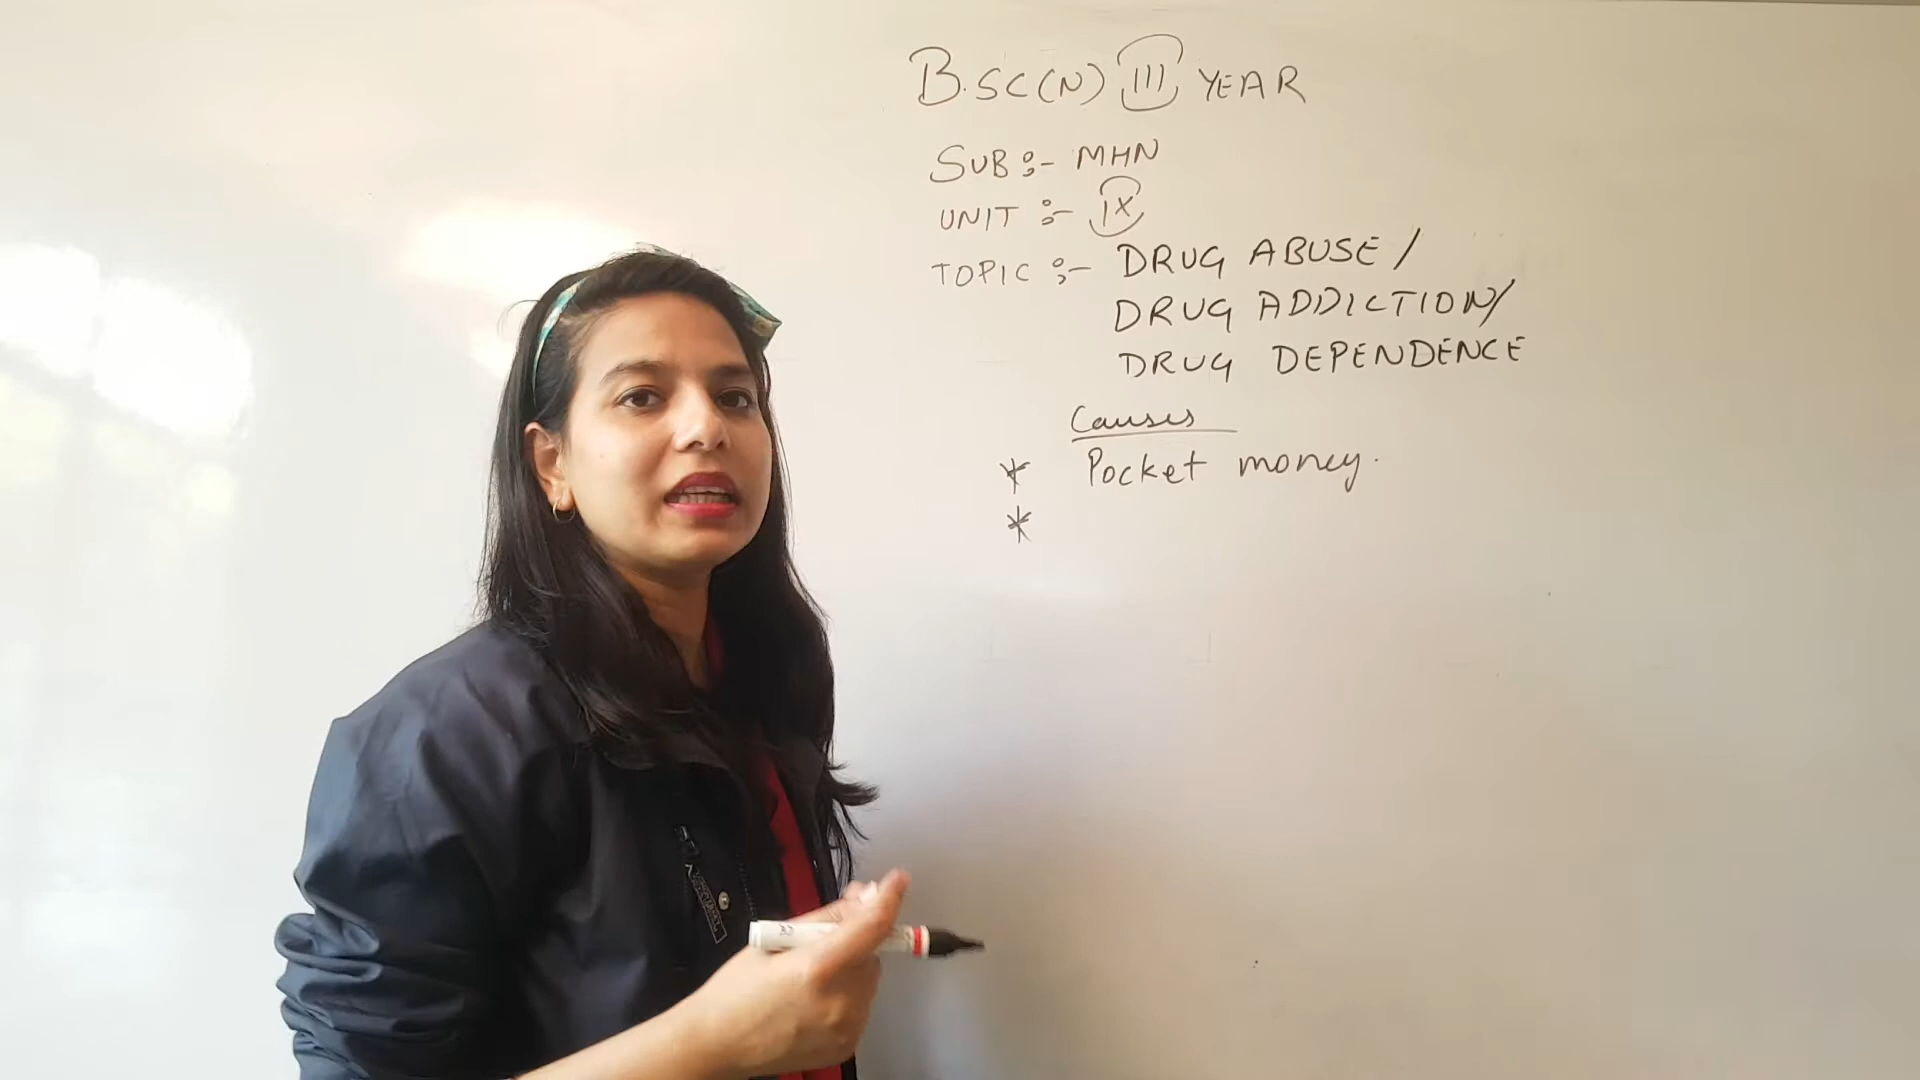 B.SC(N) III YEAR
SUB :- MHN
UNIT :- IX
TOPIC :- DRUG ABUSE /
DRUG ADDICTION/
DRUG DEPENDENCE
Causes
* Pocket money.
*